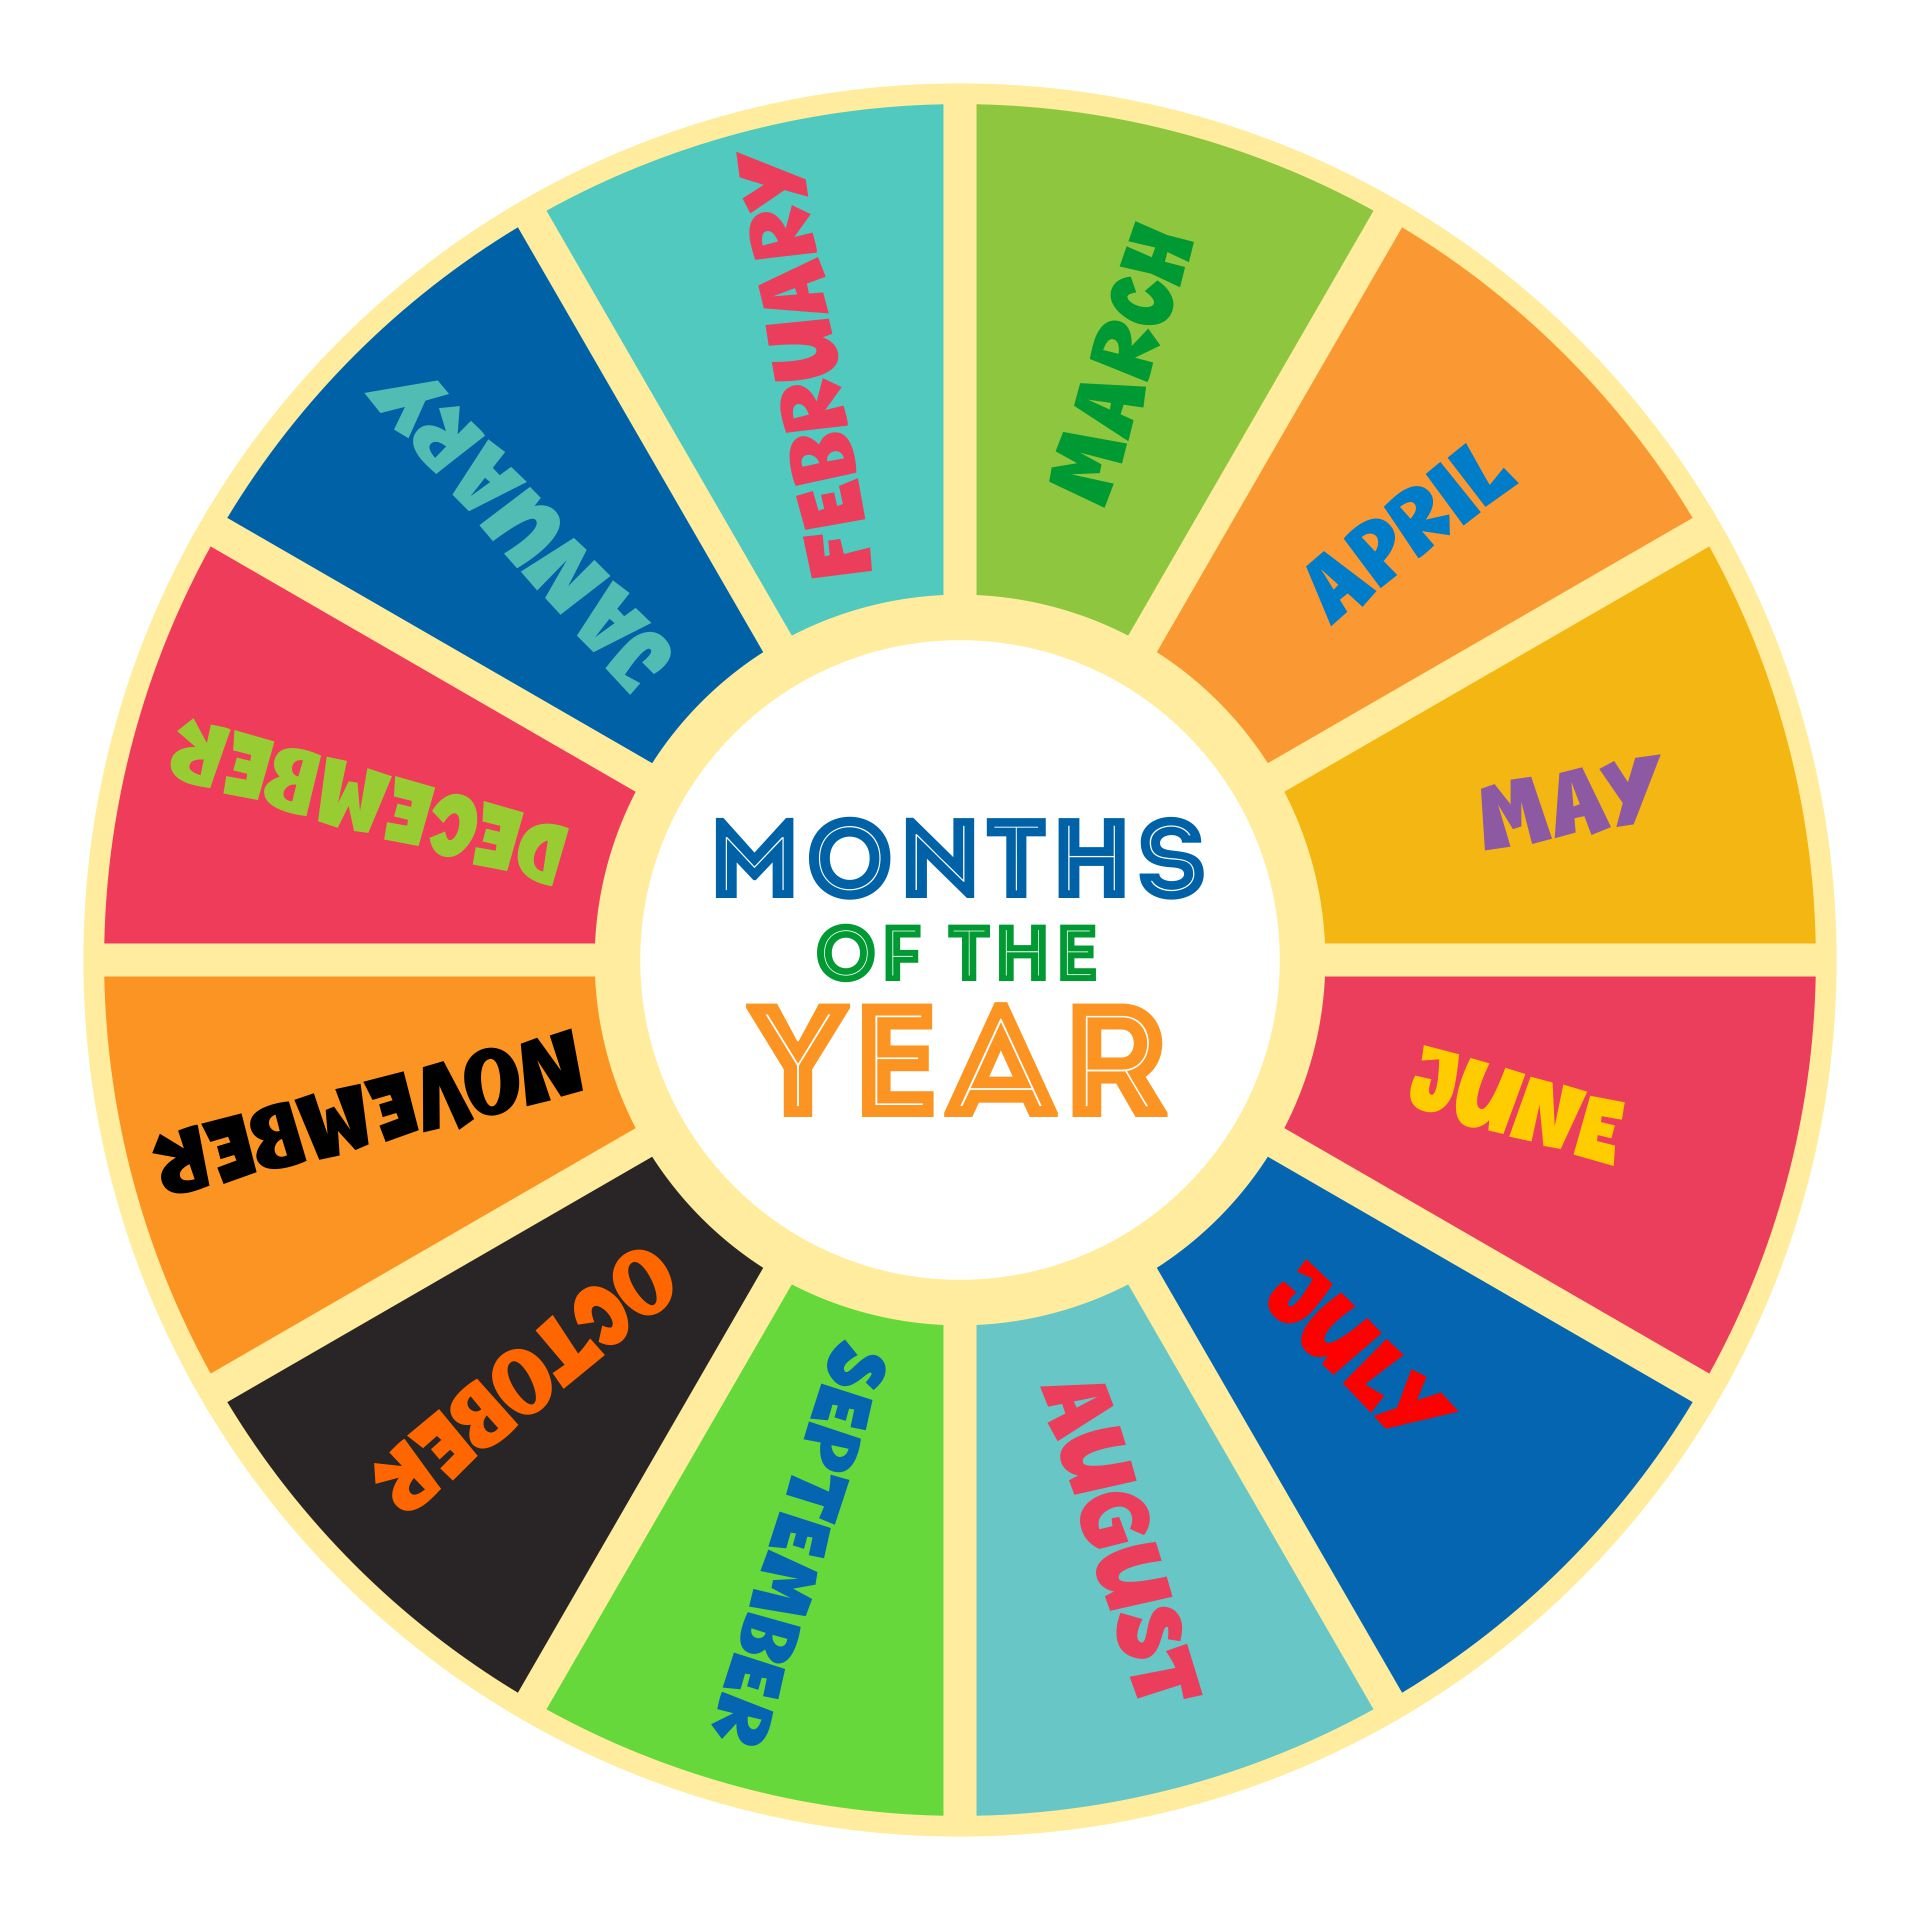 MONTHS
OF THE
YEAR
JANUARY
FEBRUARY
MARCH
APRIL
MAY
JUNE
JULY
AUGUST
SEPTEMBER
OCTOBER
NOVEMBER
DECEMBER